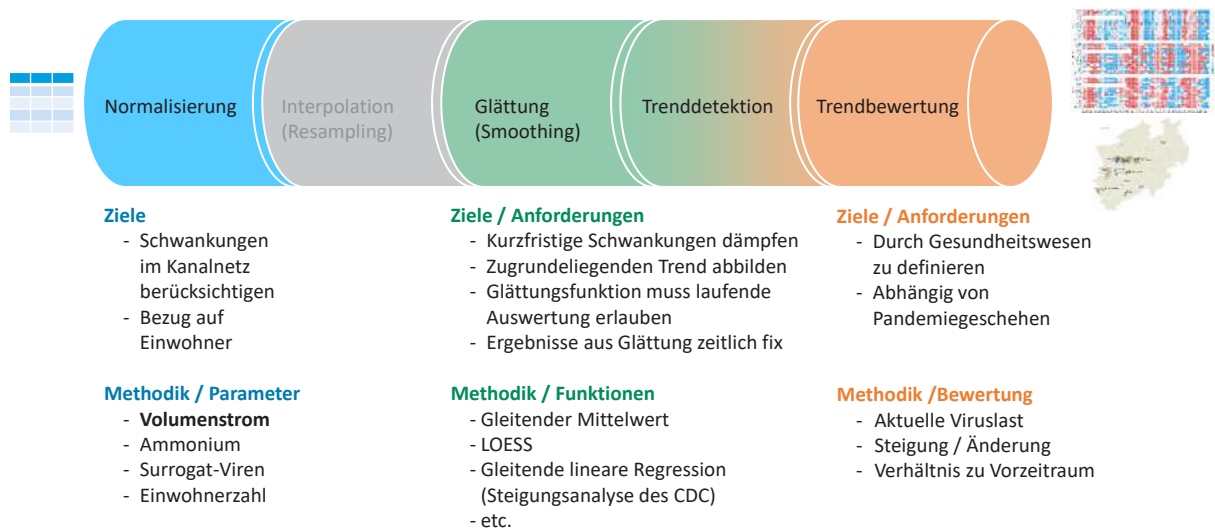 Normalisierung
Interpolation
(Resampling)
Glättung
(Smoothing)
Trenddetektion
Trendbewertung
Ziele
- Schwankungen
im Kanalnetz
berücksichtigen
- Bezug auf
Einwohner
Methodik / Parameter
- Volumenstrom
- Ammonium
- Surrogat-Viren
- Einwohnerzahl
Ziele / Anforderungen
- Kurzfristige Schwankungen dämpfen
- Zugrundeliegenden Trend abbilden
- Glättungsfunktion muss laufende
Auswertung erlauben
- Ergebnisse aus Glättung zeitlich fix
Methodik / Funktionen
- Gleitender Mittelwert
- LOESS
- Gleitende lineare Regression
(Steigungsanalyse des CDC)
- etc.
Ziele / Anforderungen
- Durch Gesundheitswesen
zu definieren
- Abhängig von
Pandemiegeschehen
Methodik /Bewertung
- Aktuelle Viruslast
- Steigung / Änderung
- Verhältnis zu Vorzeitraum